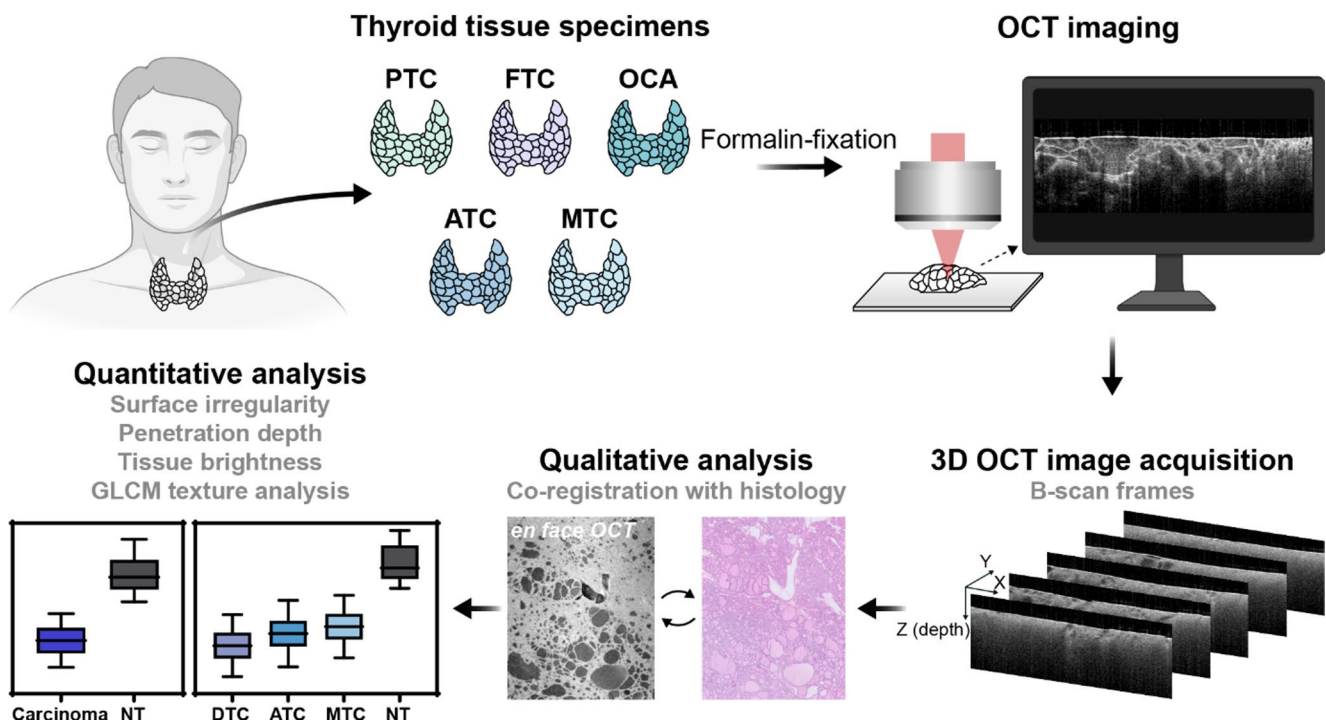 Thyroid tissue specimens
PTC
FTC
OCA
ATC
MTC
Formalin-fixation
OCT imaging
3D OCT image acquisition
B-scan frames
Y
X
Z (depth)
Qualitative analysis
Co-registration with histology
en face OCT
Quantitative analysis
Surface irregularity
Penetration depth
Tissue brightness
GLCM texture analysis
Carcinoma NT
DTC ATC MTC NT